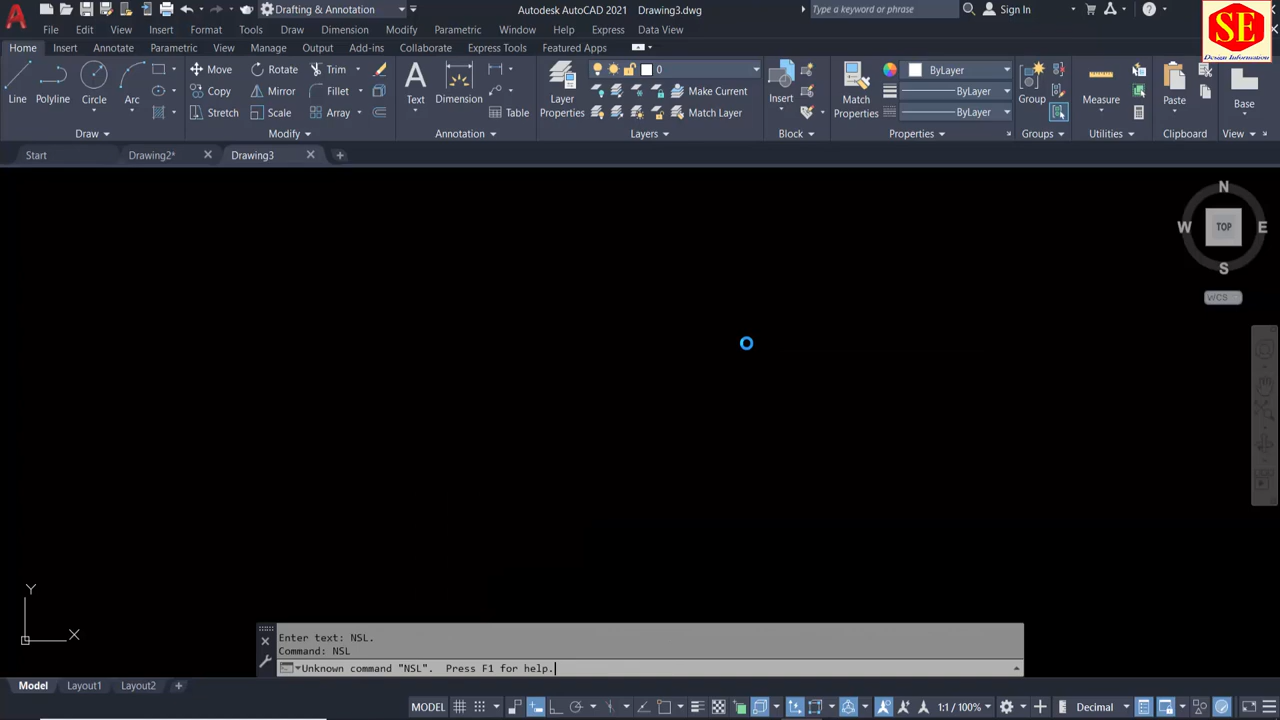 Drafting & Annotation
Autodesk AutoCAD 2021 Drawing3.dwg
Type a keyword or phrase
Sign In
SE
Design Information
File Edit View Insert Format Tools Draw Dimension Modify Parametric Window Help Express Data View
Home Insert Annotate Parametric View Manage Output Add-ins Collaborate Express Tools Featured Apps
Line
Polyline
Circle
Arc
Draw
Move
Rotate
Trim
Copy
Mirror
Fillet
Stretch
Scale
Array
Modify
Text
Dimension
Table
Annotation
Layer
Properties
0
Make Current
Match Layer
Layers
Insert
Block
Match
Properties
ByLayer
ByLayer
ByLayer
Properties
Group
Groups
Measure
Utilities
Paste
Clipboard
Base
View
Start Drawing2* Drawing3
N
W TOP E
S
WCS
Y
X
Enter text: NSL.
Command: NSL
Unknown command "NSL". Press F1 for help.
Model Layout1 Layout2
MODEL 1:1 / 100% Decimal